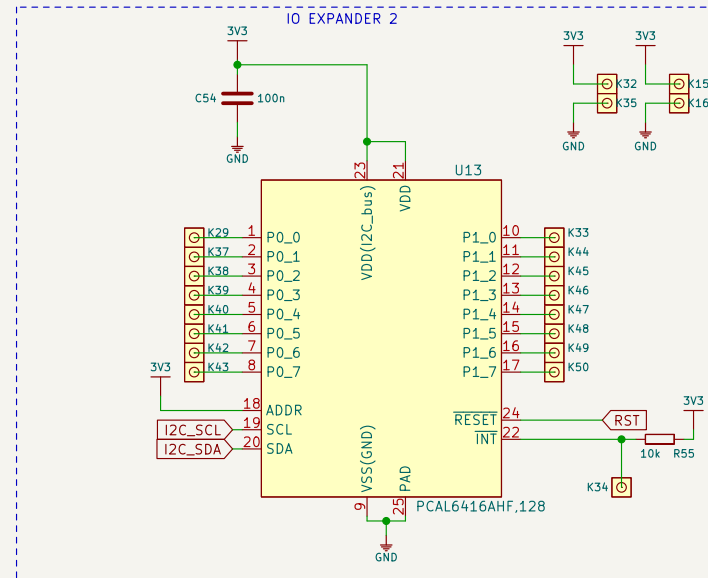 IO EXPANDER 2
3V3
3V3
3V3
C54
100n
GND
K32
K35
GND
K15
K16
GND
U13
23
21
VDD(I2C_bus)
VDD
K29 1 P0_0
K37 2 P0_1
K38 3 P0_2
K39 4 P0_3
K40 5 P0_4
K41 6 P0_5
K42 7 P0_6
K43 8 P0_7
P1_0 10 K33
P1_1 11 K44
P1_2 12 K45
P1_3 13 K46
P1_4 14 K47
P1_5 15 K48
P1_6 16 K49
P1_7 17 K50
3V3
18 ADDR
I2C_SCL 19 SCL
I2C_SDA 20 SDA
RESET 24 RST
INT 22
3V3
10k R55
K34
VSS(GND)
PAD
9
25
PCAL6416AHF,128
GND